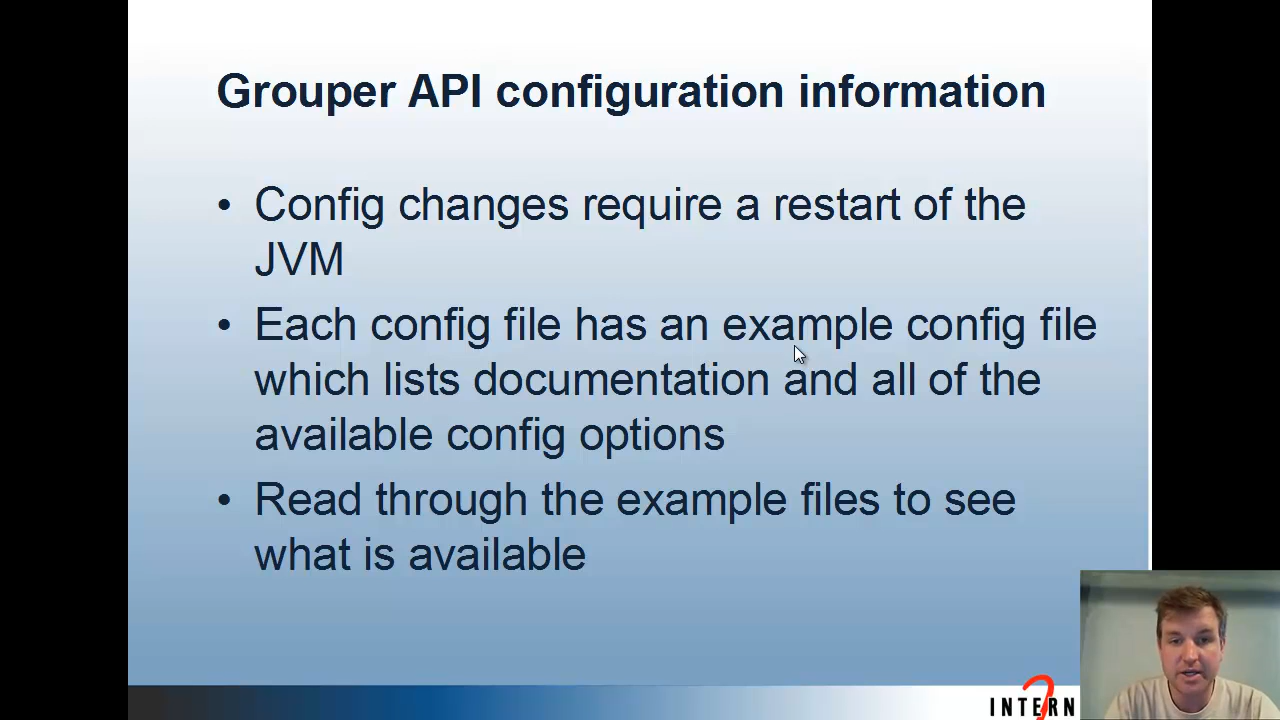 Grouper API configuration information
• Config changes require a restart of the
JVM
• Each config file has an example config file
which lists documentation and all of the
available config options
• Read through the example files to see
what is available
INTERN